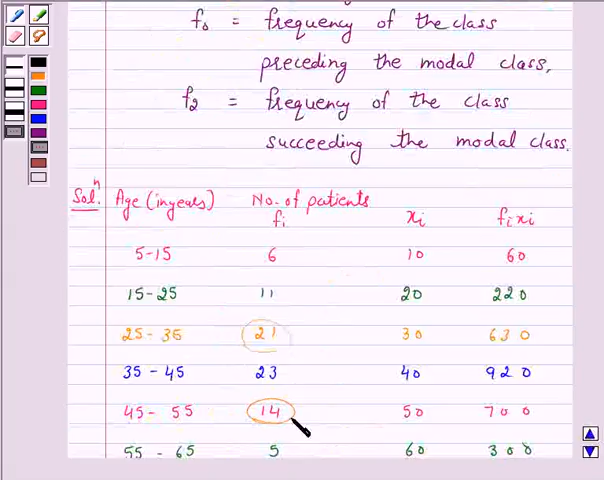 f₀ = frequency of the class
preceding the modal class,
f₂ = frequency of the class
succeeding the modal class.
Solⁿ Age (in years) No. of patients fi xi fixi
5-15 6 10 60
15-25 11 20 220
25-35 21 30 630
35-45 23 40 920
45-55 14 50 700
55-65 5 60 300